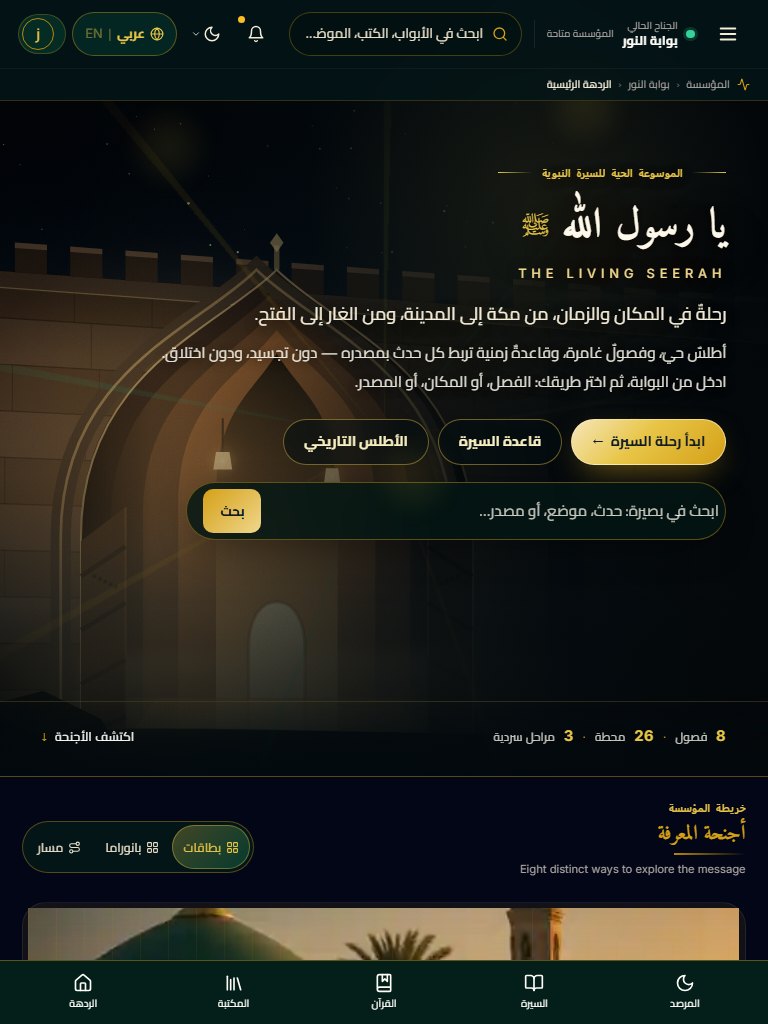 الجناح الحالي
بوابة النور
المؤسسة متاحة
ابحث في الأبواب، الكتب، الموضـ...
عربي | EN
j
المؤسسة › بوابة النور › الردهة الرئيسية
الموسوعة الحية للسيرة النبوية
يا رسول الله ﷺ
THE LIVING SEERAH
رحلةٌ في المكان والزمان، من مكة إلى المدينة، ومن الغار إلى الفتح.
أطلسٌ حيّ، وفصولٌ غامرة، وقاعدةٌ زمنية تربط كل حدث بمصدره — دون تجسيد، ودون اختلاق.
ادخل من البوابة، ثم اختر طريقك: الفصل، أو المكان، أو المصدر.
ابدأ رحلة السيرة ←
قاعدة السيرة
الأطلس التاريخي
ابحث في بصيرة: حدث، موضع، أو مصدر...
بحث
8 فصول · 26 محطة · 3 مراحل سردية
اكتشف الأجنحة ↓
خريطة المؤسسة
أجنحة المعرفة
Eight distinct ways to explore the message
بطاقات
بانوراما
مسار
المرصد
السيرة
القرآن
المكتبة
الردهة